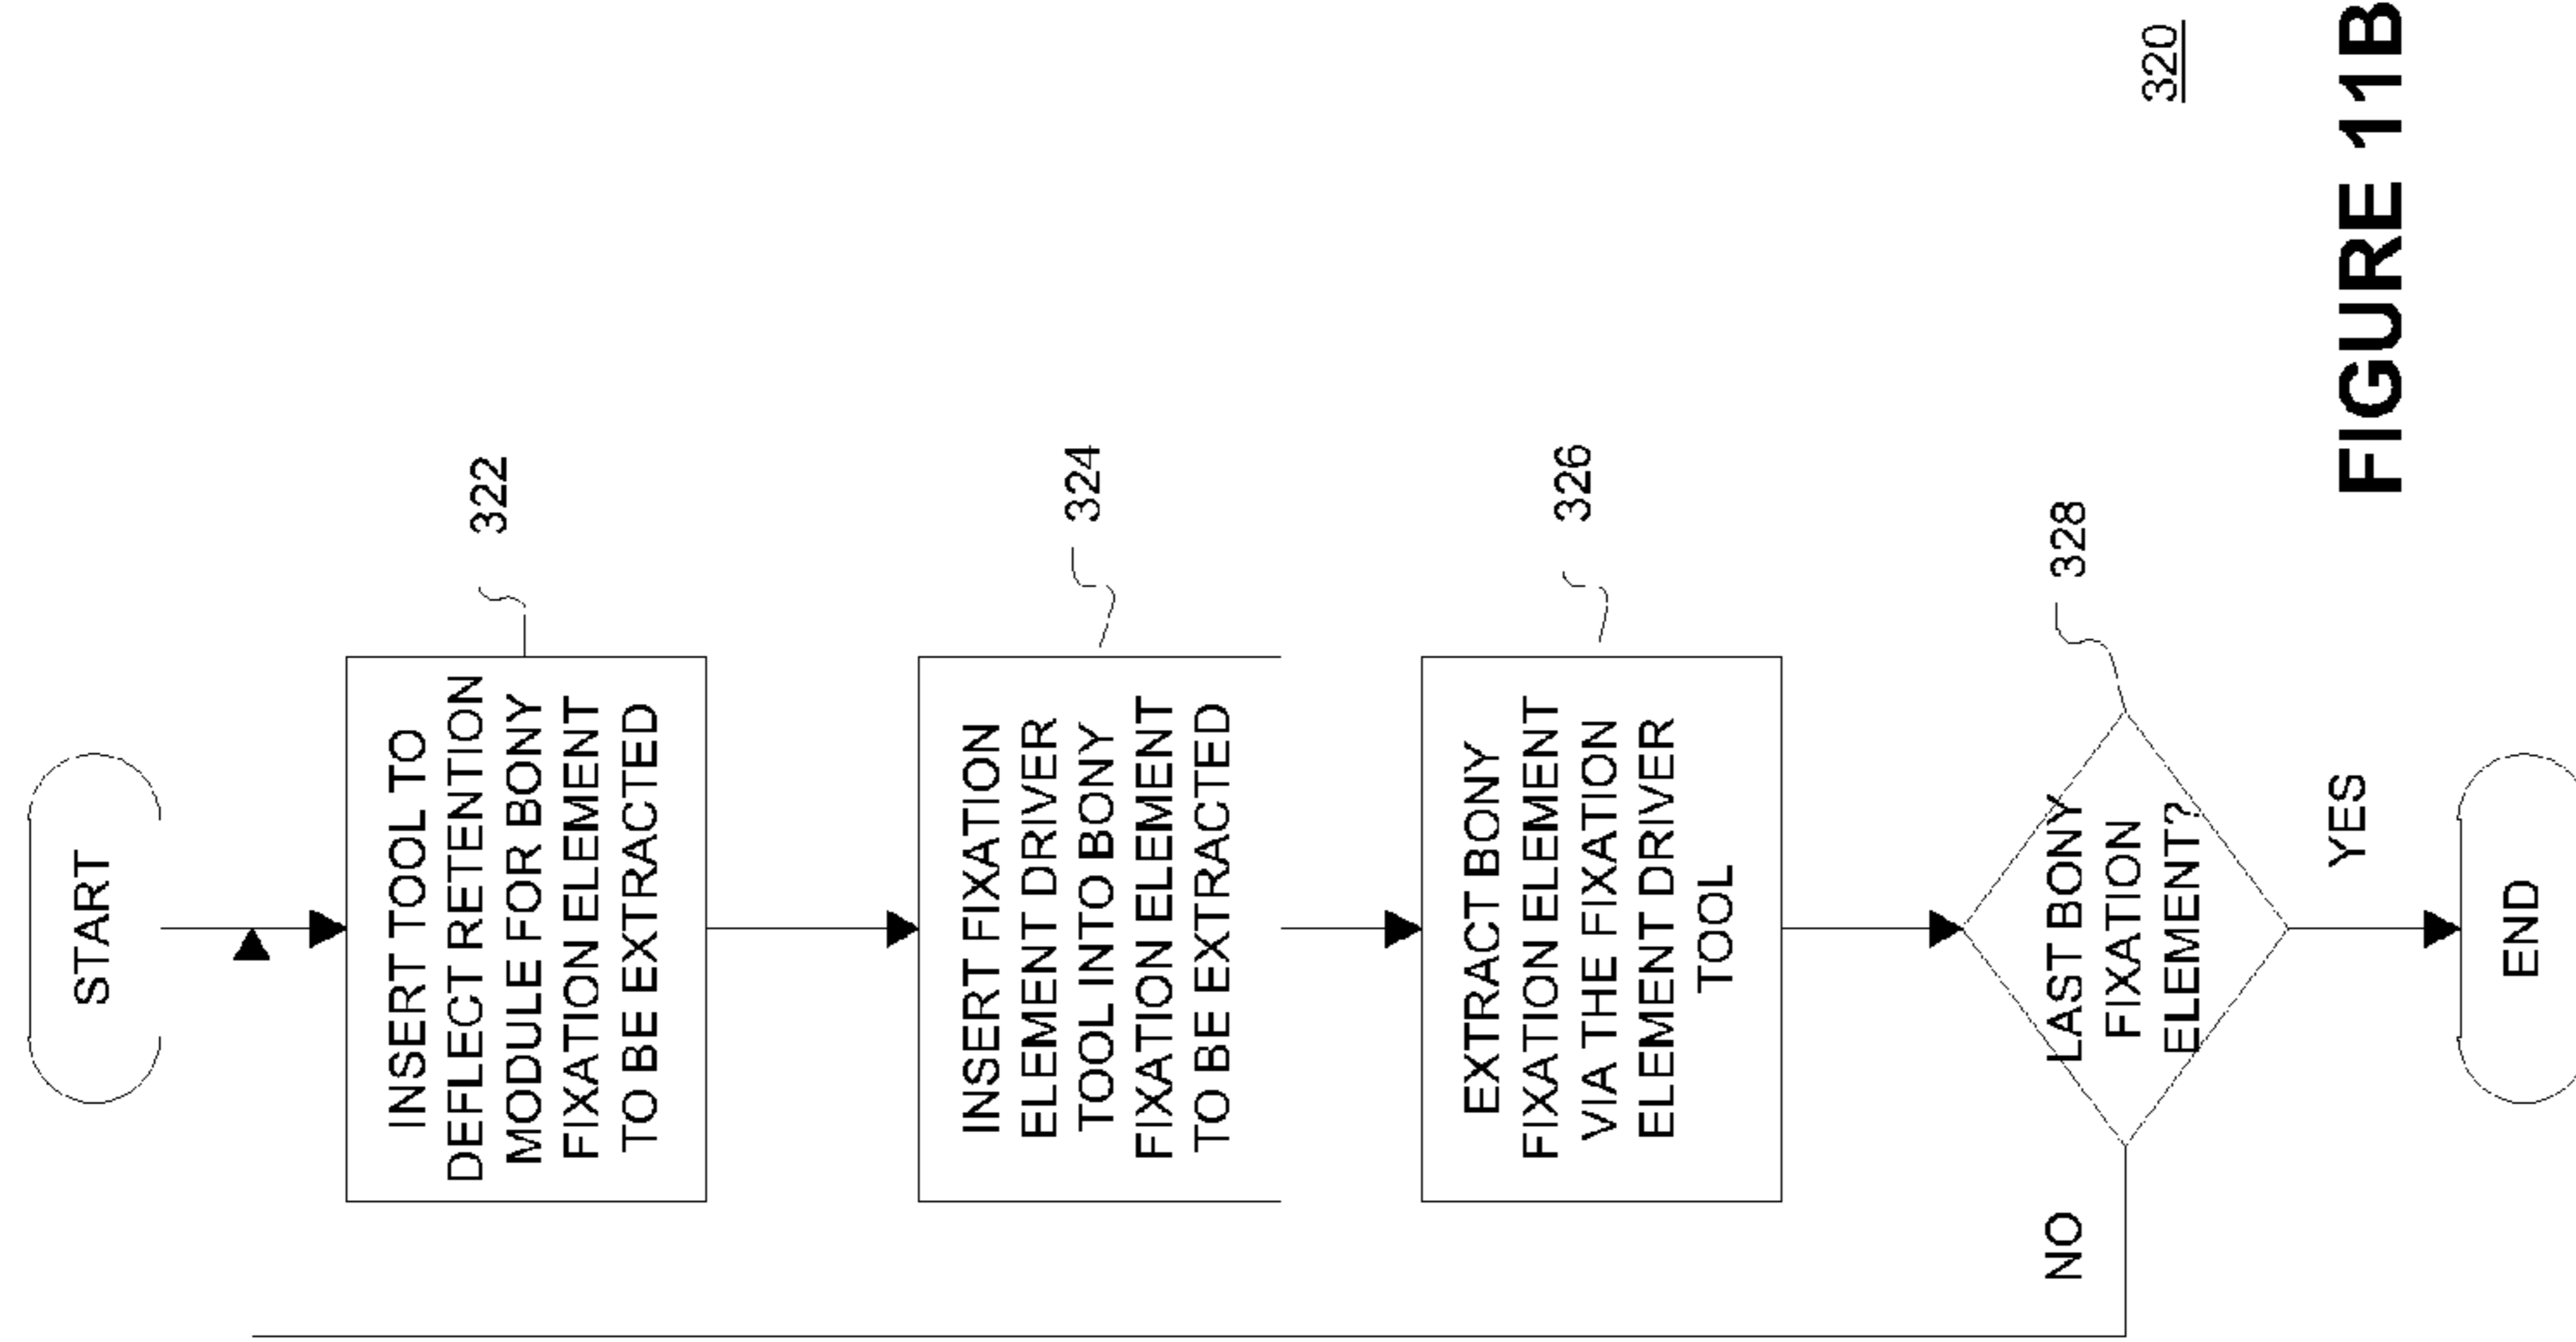 START
INSERT TOOL TO
DEFLECT RETENTION
MODULE FOR BONY
FIXATION ELEMENT
TO BE EXTRACTED
322
INSERT FIXATION
ELEMENT DRIVER
TOOL INTO BONY
FIXATION ELEMENT
TO BE EXTRACTED
324
EXTRACT BONY
FIXATION ELEMENT
VIA THE FIXATION
ELEMENT DRIVER
TOOL
326
NO
LAST BONY
FIXATION
ELEMENT?
328
YES
END
320
FIGURE 11B